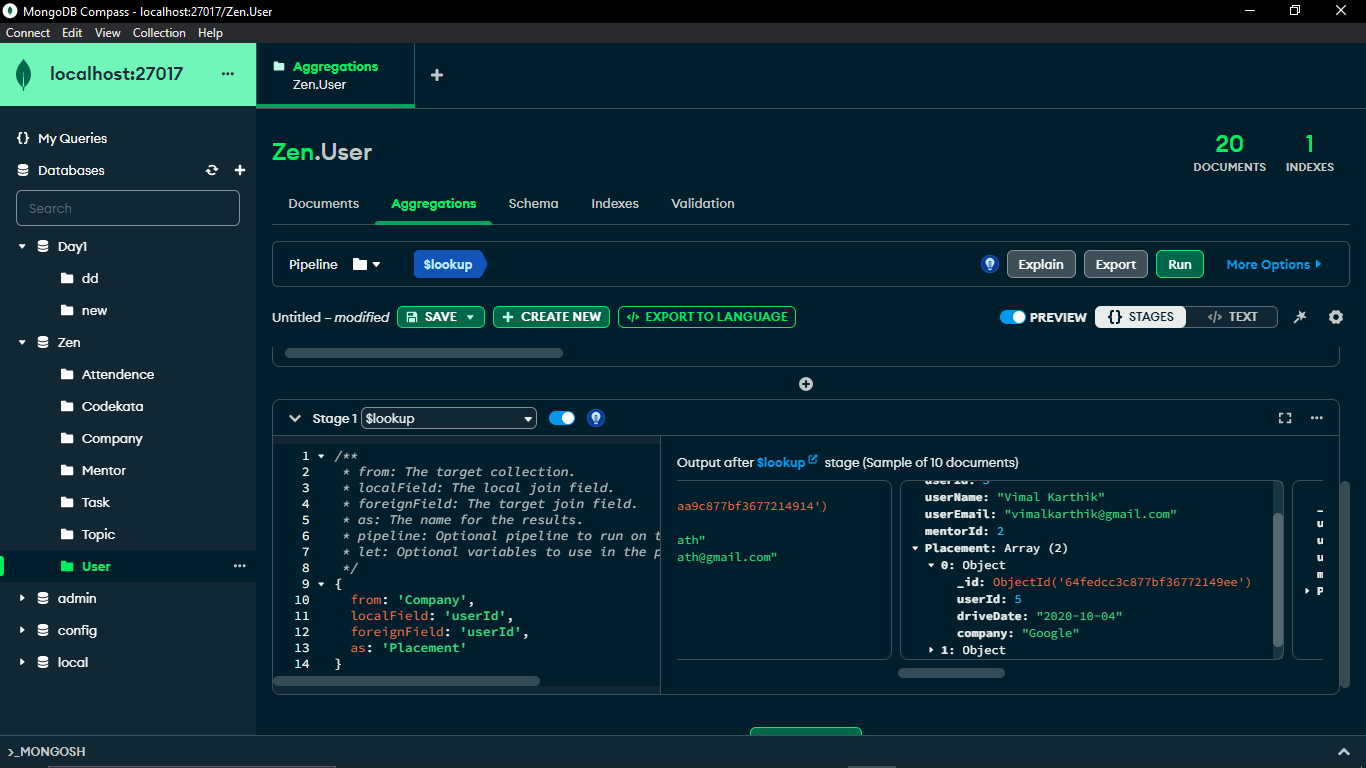 MongoDB Compass - localhost:27017/Zen.User
Connect Edit View Collection Help
localhost:27017 ...
Aggregations
Zen.User
{} My Queries
Databases
Search
Day1
dd
new
Zen
Attendence
Codekata
Company
Mentor
Task
Topic
User ...
admin
config
local
Zen.User
20 DOCUMENTS
1 INDEXES
Documents Aggregations Schema Indexes Validation
Pipeline $lookup Explain Export Run More Options
Untitled – modified SAVE + CREATE NEW </> EXPORT TO LANGUAGE PREVIEW {} STAGES </> TEXT
Stage 1 $lookup
1 /**
2 * from: The target collection.
3 * localField: The local join field.
4 * foreignField: The target join field.
5 * as: The name for the results.
6 * pipeline: Optional pipeline to run on t
7 * let: Optional variables to use in the p
8 */
9 {
10 from: 'Company',
11 localField: 'userId',
12 foreignField: 'userId',
13 as: 'Placement'
14 }
Output after $lookup stage (Sample of 10 documents)
aa9c877bf3677214914')
ath"
ath@gmail.com"
userId: 5
userName: "Vimal Karthik"
userEmail: "vimalkarthik@gmail.com"
mentorId: 2
Placement: Array (2)
0: Object
_id: ObjectId('64fedcc3c877bf36772149ee')
userId: 5
driveDate: "2020-10-04"
company: "Google"
1: Object
_
u
u
u
m
P
>_MONGOSH